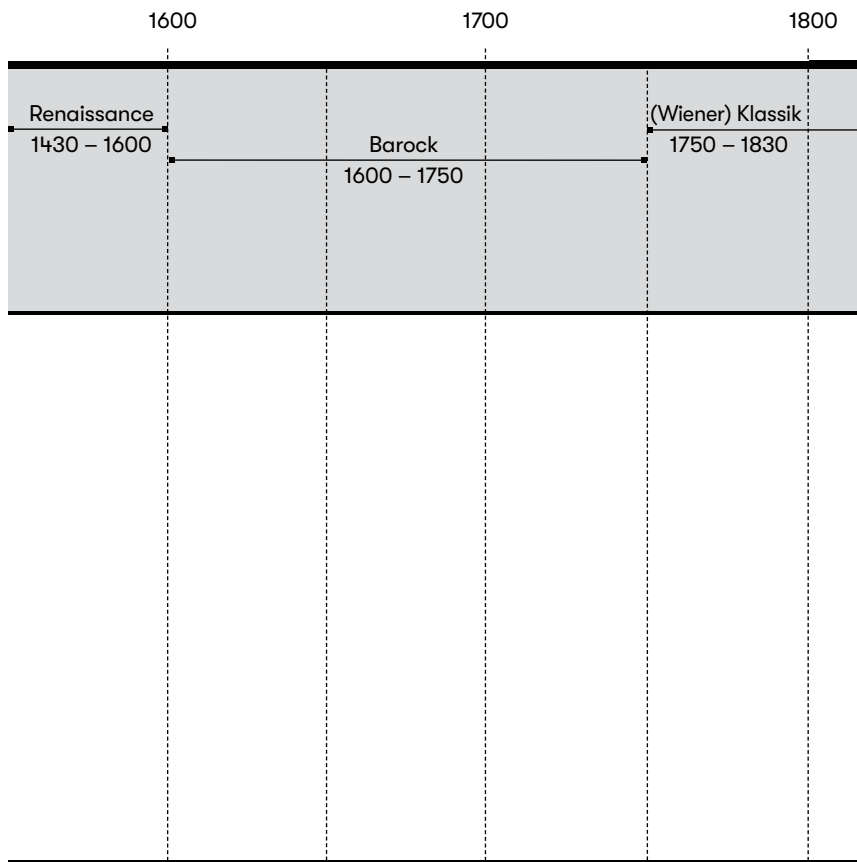 1600 1700 1800
Renaissance
1430 – 1600
Barock
1600 – 1750
(Wiener) Klassik
1750 – 1830